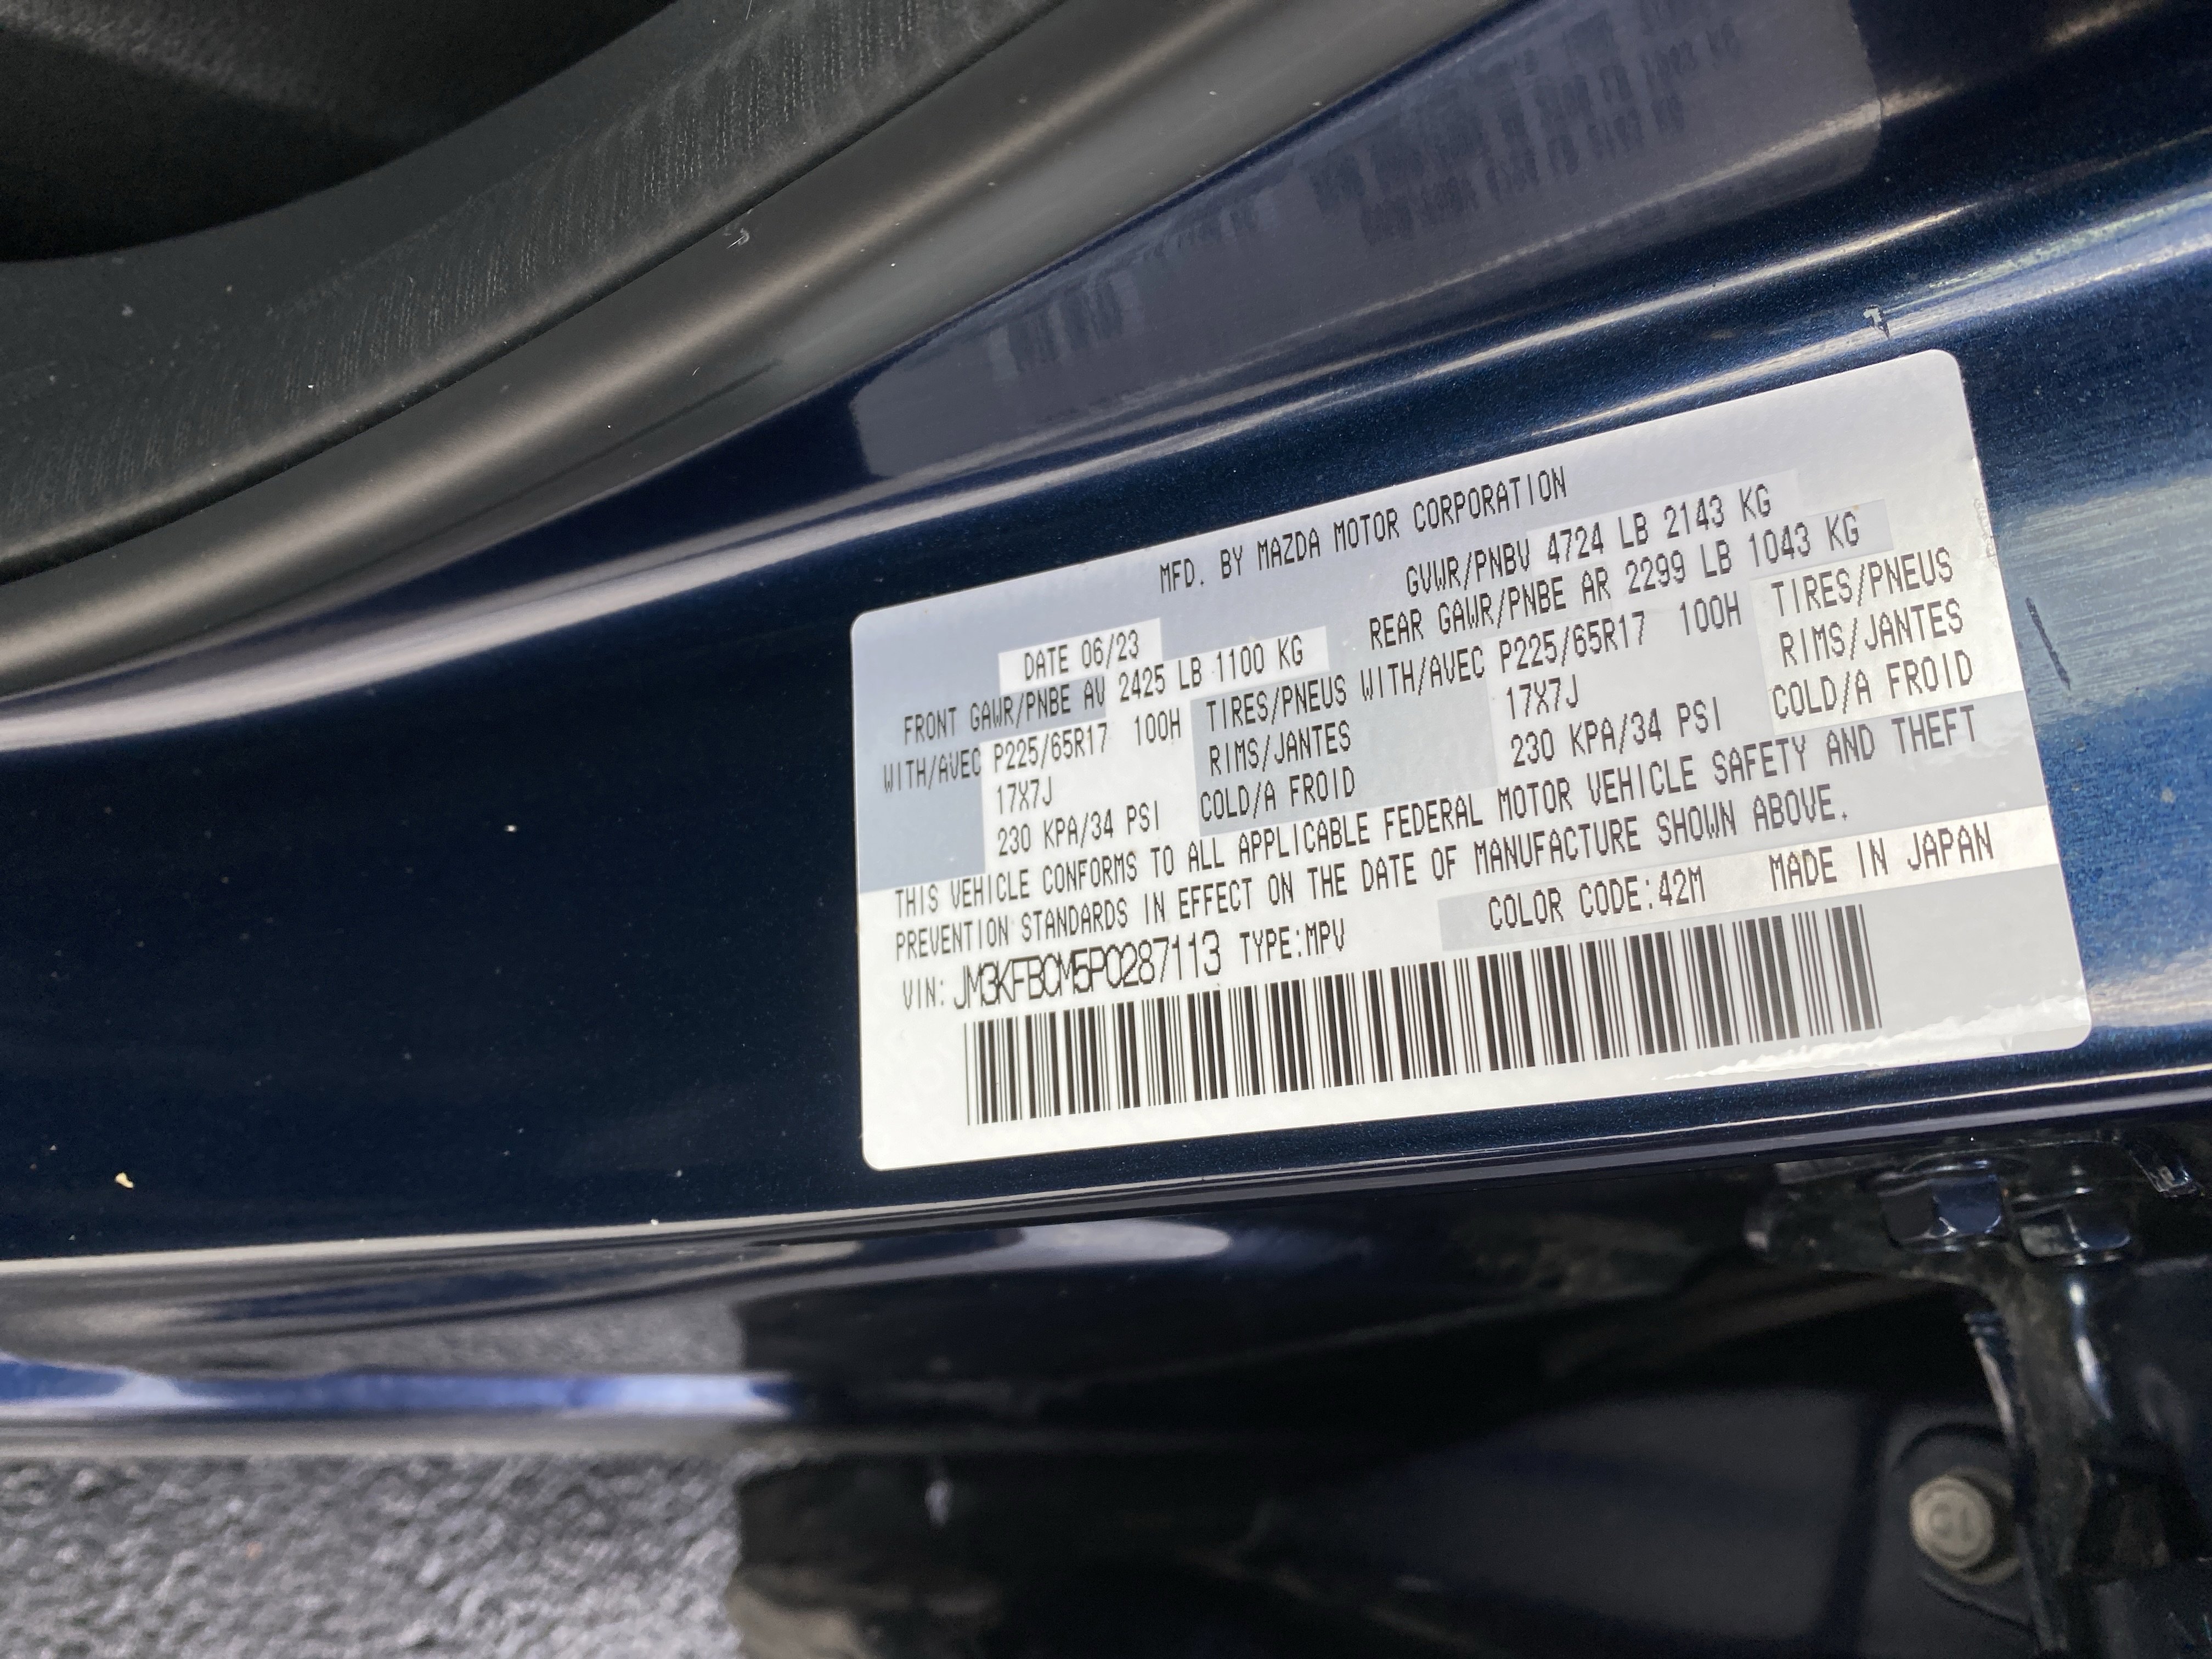 MFD. BY MAZDA MOTOR CORPORATION
DATE 06/23 GVWR/PNBV 4724 LB 2143 KG
FRONT GAWR/PNBE AV 2425 LB 1100 KG REAR GAWR/PNBE AR 2299 LB 1043 KG
WITH/AVEC P225/65R17 100H TIRES/PNEUS WITH/AVEC P225/65R17 100H TIRES/PNEUS
17X7J RIMS/JANTES 17X7J RIMS/JANTES
230 KPA/34 PSI COLD/A FROID 230 KPA/34 PSI COLD/A FROID
THIS VEHICLE CONFORMS TO ALL APPLICABLE FEDERAL MOTOR VEHICLE SAFETY AND THEFT
PREVENTION STANDARDS IN EFFECT ON THE DATE OF MANUFACTURE SHOWN ABOVE.
VIN: JM3KFBCM5P0287113 TYPE:MPV COLOR CODE:42M MADE IN JAPAN